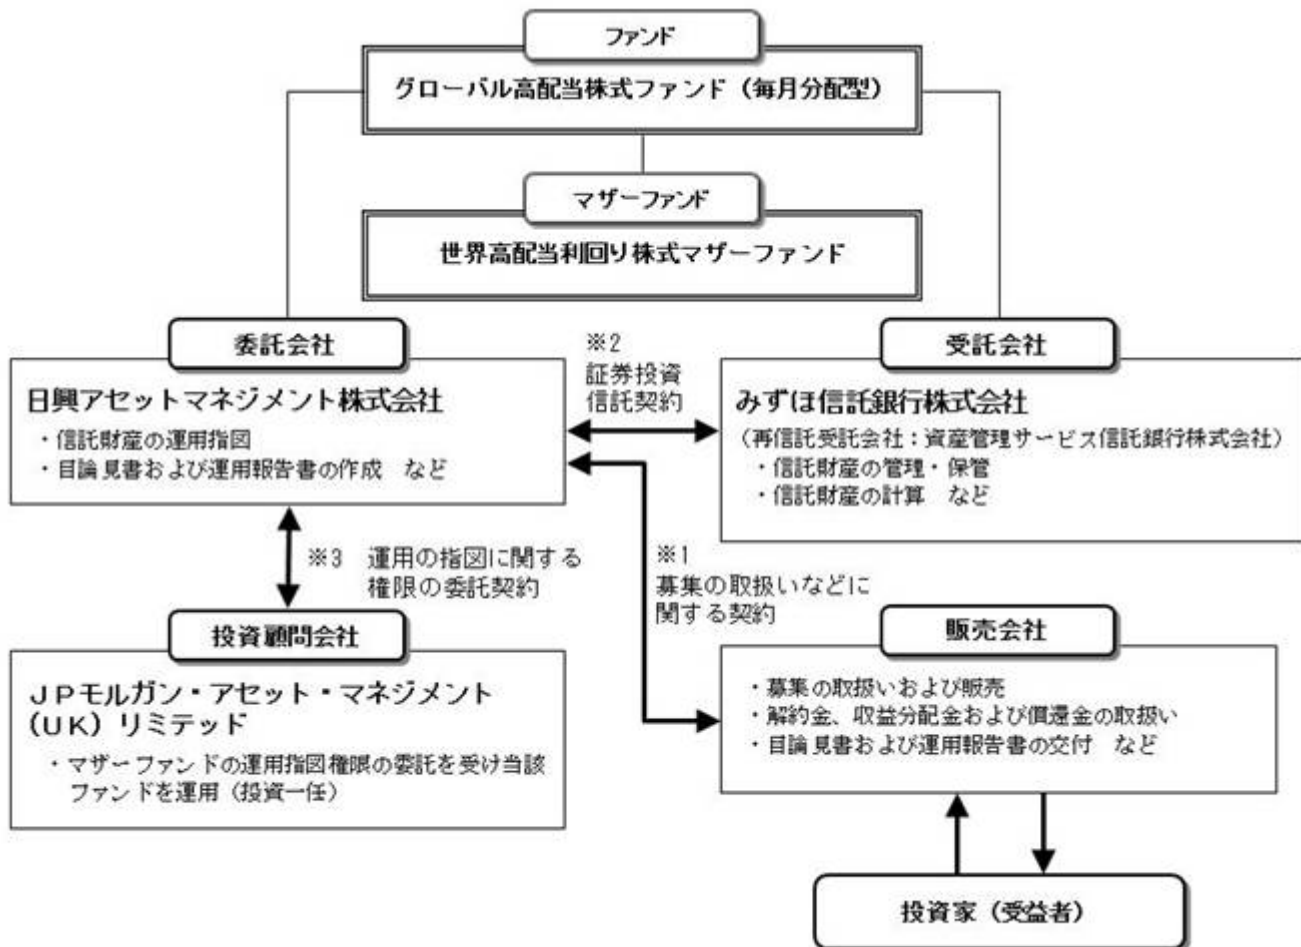 ファンド
グローバル高配当株式ファンド（毎月分配型）
マザーファンド
世界高配当利回り株式マザーファンド
委託会社
日興アセットマネジメント株式会社
・信託財産の運用指図
・目論見書および運用報告書の作成　など
※2
証券投資
信託契約
受託会社
みずほ信託銀行株式会社
（再信託受託会社：資産管理サービス信託銀行株式会社）
・信託財産の管理・保管
・信託財産の計算　など
※3　運用の指図に関する
権限の委託契約
※1
募集の取扱いなどに
関する契約
投資顧問会社
ＪＰモルガン・アセット・マネジメント
（UK）リミテッド
・マザーファンドの運用指図権限の委託を受け当該
ファンドを運用（投資一任）
販売会社
・募集の取扱いおよび販売
・解約金、収益分配金および償還金の取扱い
・目論見書および運用報告書の交付　など
投資家（受益者）